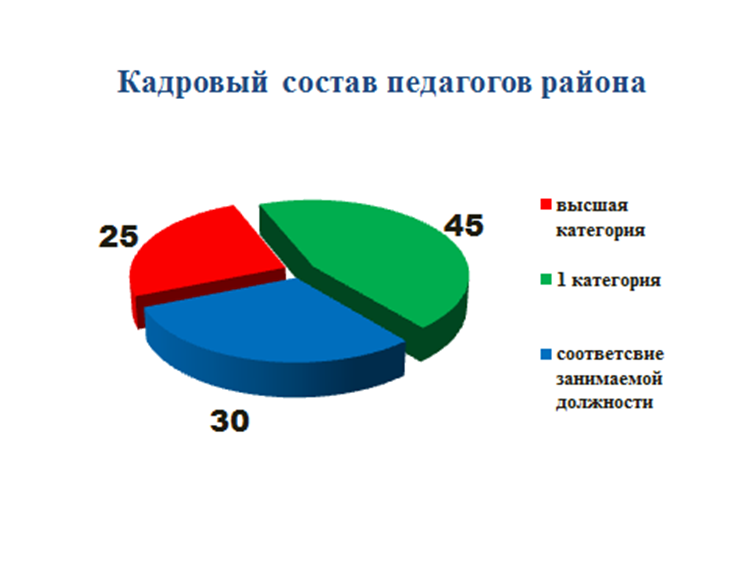 Кадровый состав педагогов района
25
45
30
высшая
категория
1 категория
соответсвие
занимаемой
должности